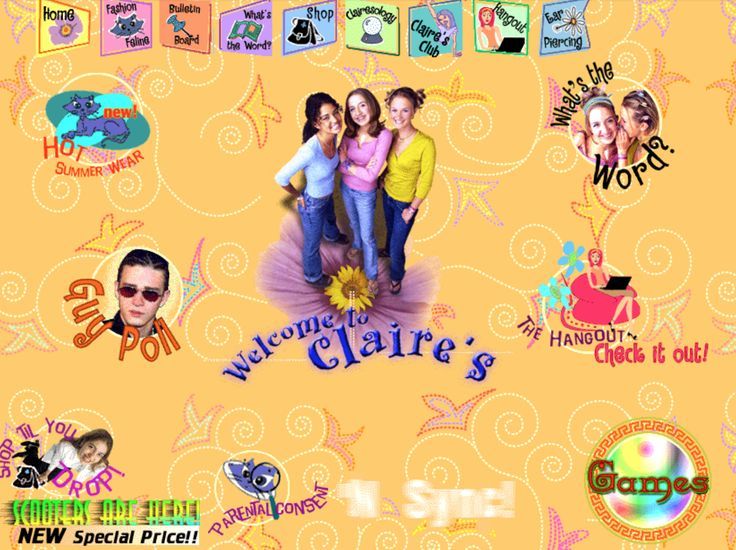 Home
Fashion
Feline
Bulletin
Board
What's
the Word?
Shop
Clairesology
Claire's
Club
Hangout
Ear
Piercing
new!
HOT
SUMMER WEAR
What's the
Word?
Guy Poll
Welcome to
Claire's
THE HANGOUT
Check it out!
SHOP 'TIL YOU
DROP!
SCOOTERS ARE HERE!
NEW Special Price!!
PARENTAL CONSENT
'N Sync!
Games